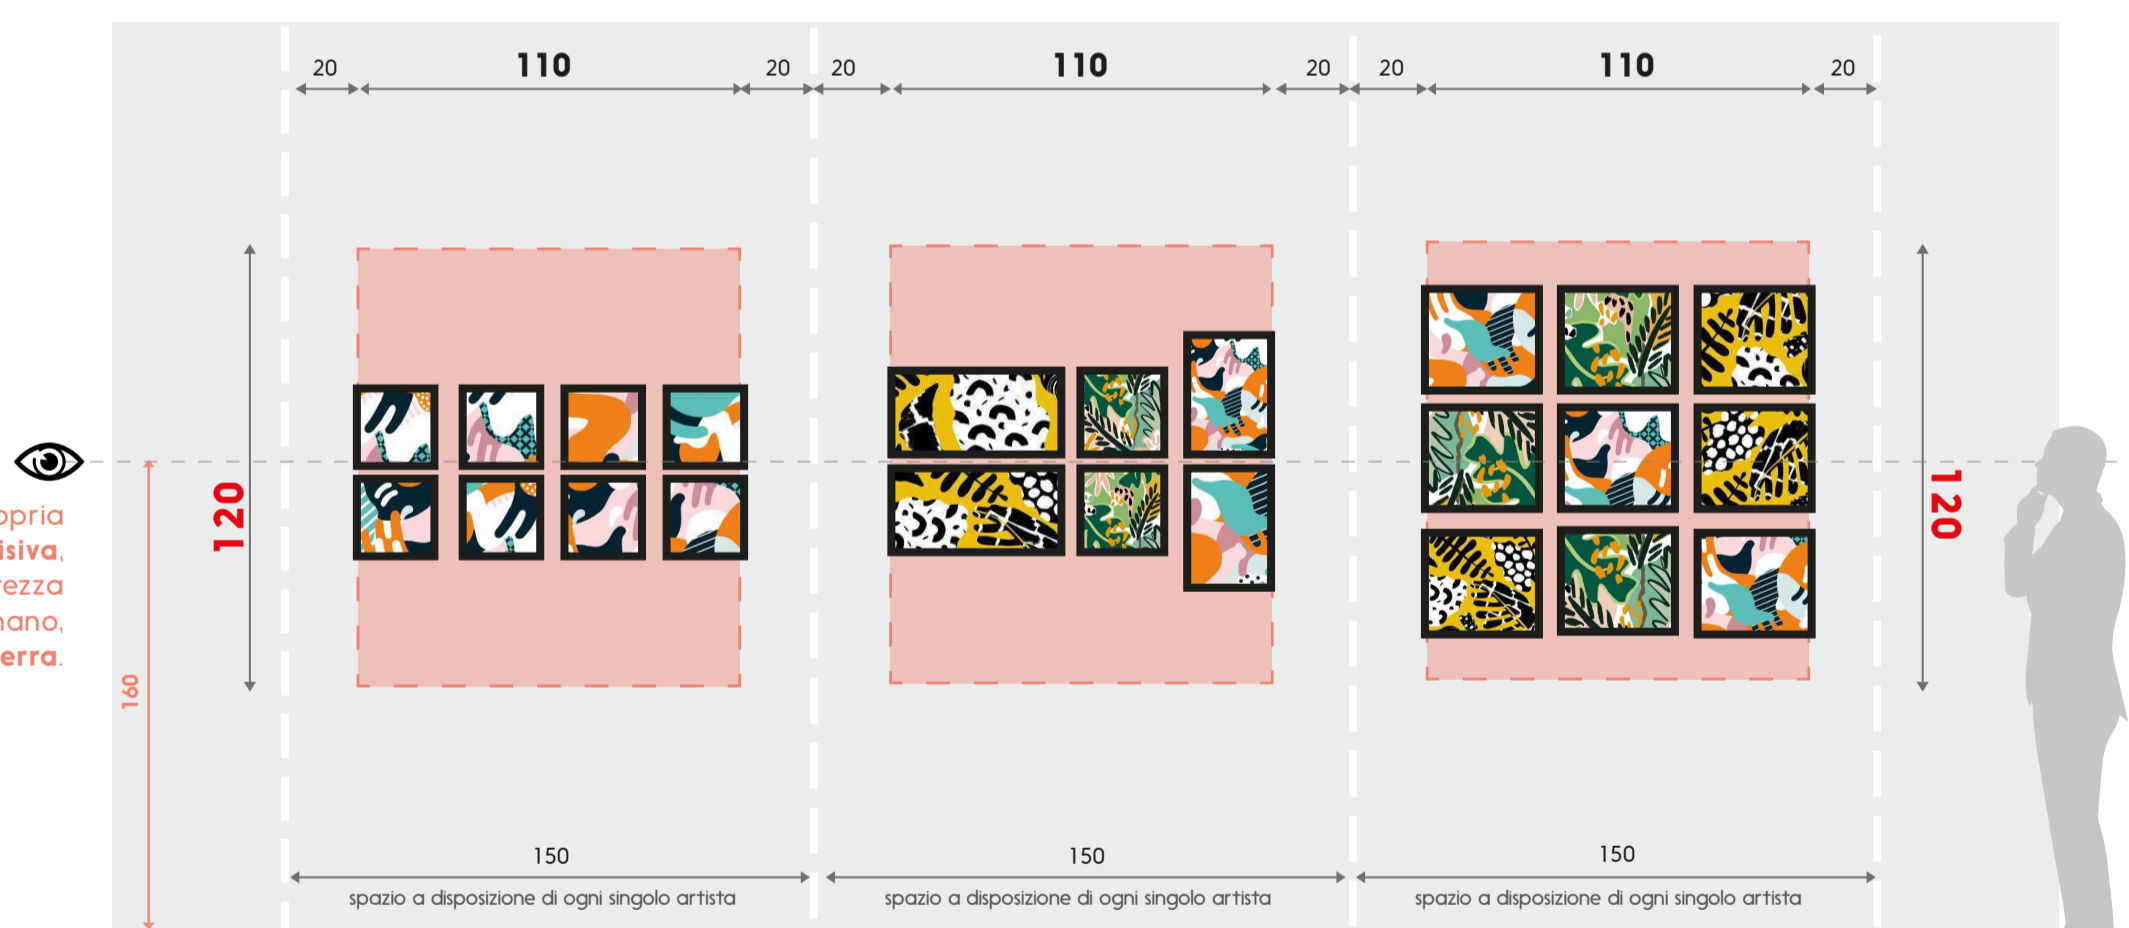 20 110 20 20 110 20 20 110 20
120
120
opria
isiva,
rezza
nano,
erra.
160
150 150 150
spazio a disposizione di ogni singolo artista spazio a disposizione di ogni singolo artista spazio a disposizione di ogni singolo artista